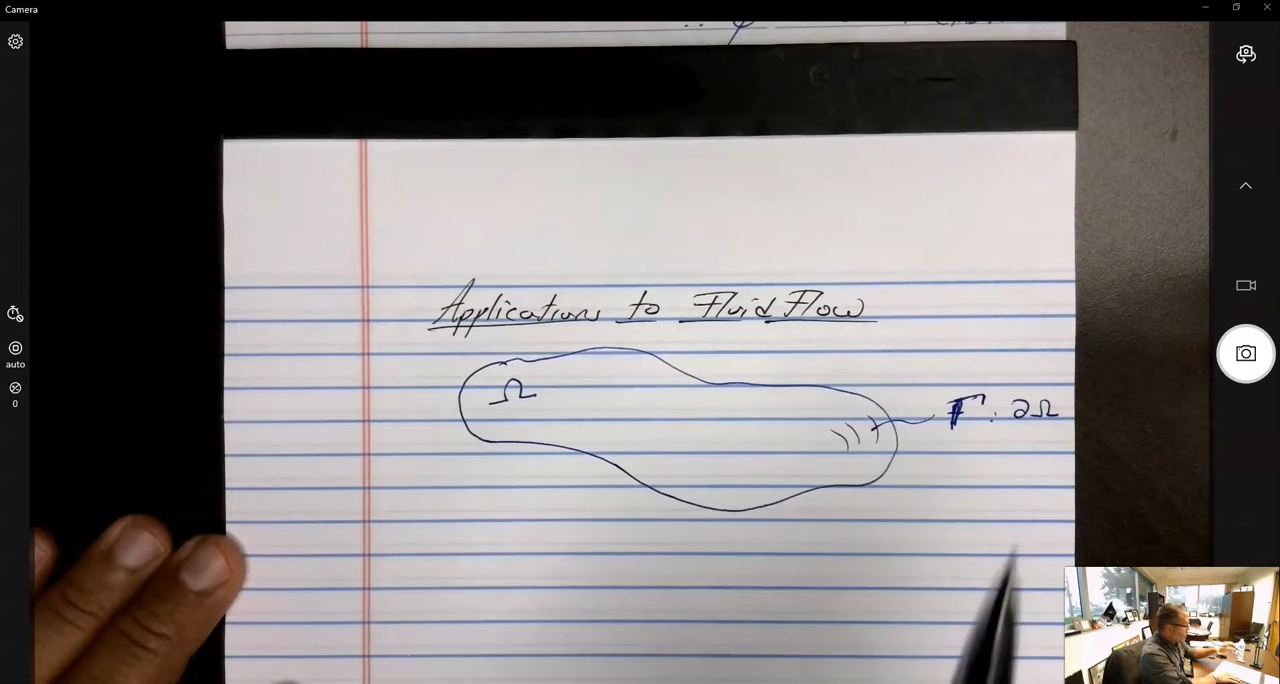 Camera
Applications to Fluid Flow
Ω
Γ: ∂Ω
auto
0